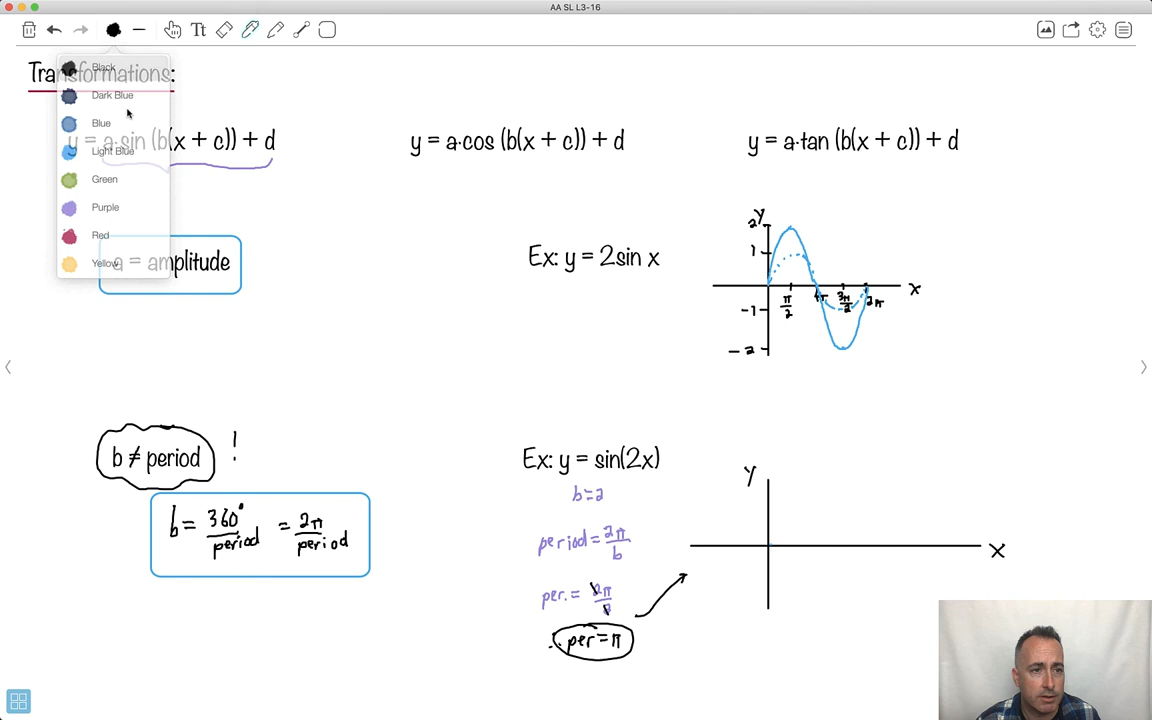 AA SL L3-16
Tt
Transformations:
Black
Dark Blue
Blue
Light Blue
Green
Purple
Red
Yellow
y = a·sin (b(x + c)) + d
y = a·cos (b(x + c)) + d
y = a·tan (b(x + c)) + d
a = amplitude
Ex: y = 2sin x
y
2
1
-1
-2
π/2
π
3π/2
2π
x
b ≠ period !
b = 360°/period = 2π/period
Ex: y = sin(2x)
b=2
period = 2π/b
per. = 2π/2
∴ per = π
y
x